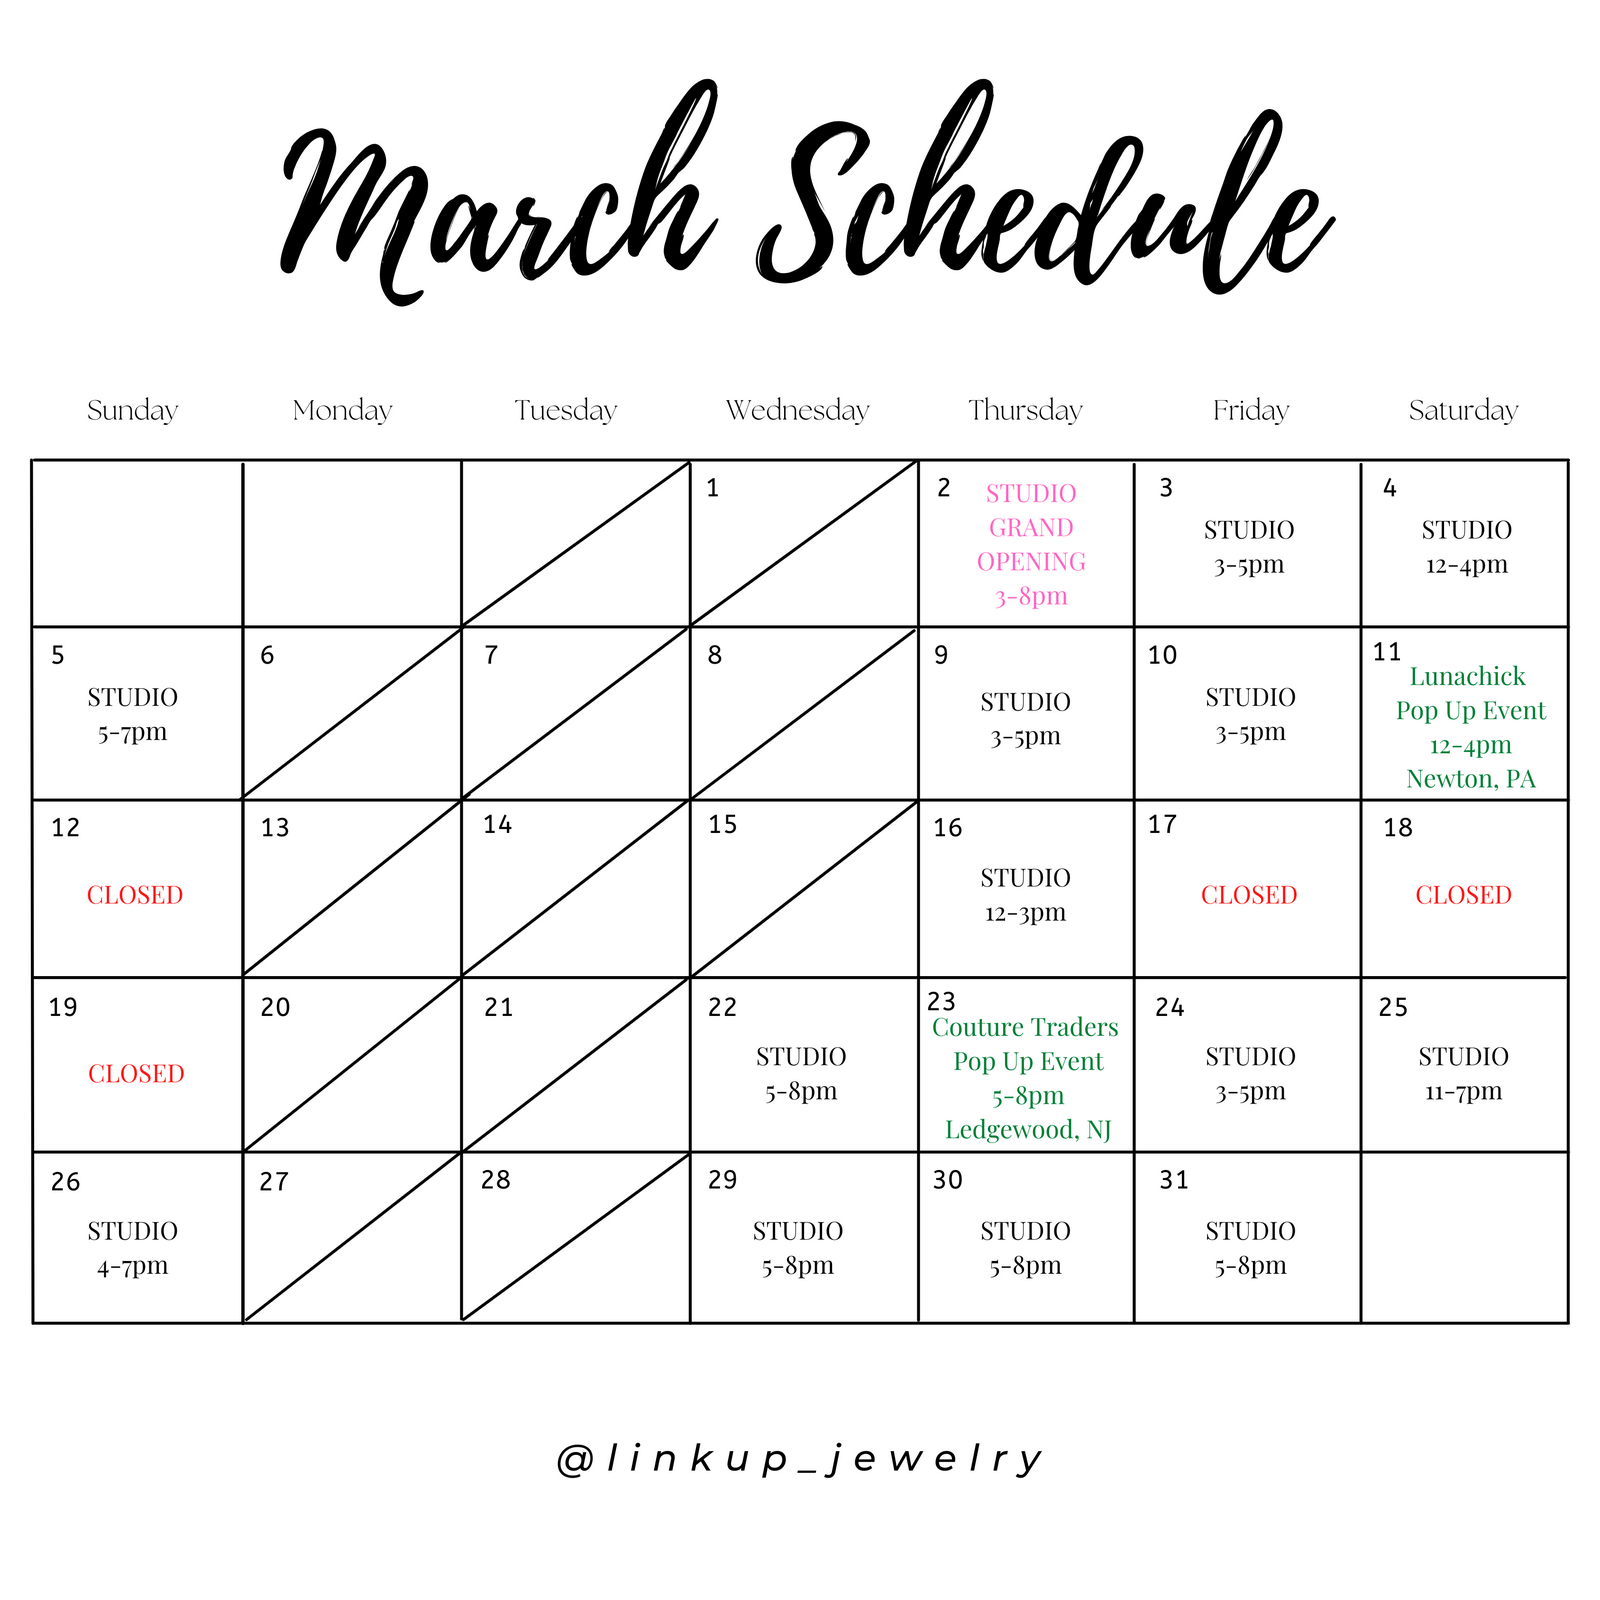 March Schedule
Sunday Monday Tuesday Wednesday Thursday Friday Saturday
1
2
STUDIO
GRAND
OPENING
3-8pm
3
STUDIO
3-5pm
4
STUDIO
12-4pm
5
STUDIO
5-7pm
6
7
8
9
STUDIO
3-5pm
10
STUDIO
3-5pm
11
Lunachick
Pop Up Event
12-4pm
Newton, PA
12
CLOSED
13
14
15
16
STUDIO
12-3pm
17
CLOSED
18
CLOSED
19
CLOSED
20
21
22
STUDIO
5-8pm
23
Couture Traders
Pop Up Event
5-8pm
Ledgewood, NJ
24
STUDIO
3-5pm
25
STUDIO
11-7pm
26
STUDIO
4-7pm
27
28
29
STUDIO
5-8pm
30
STUDIO
5-8pm
31
STUDIO
5-8pm
@linkup_jewelry